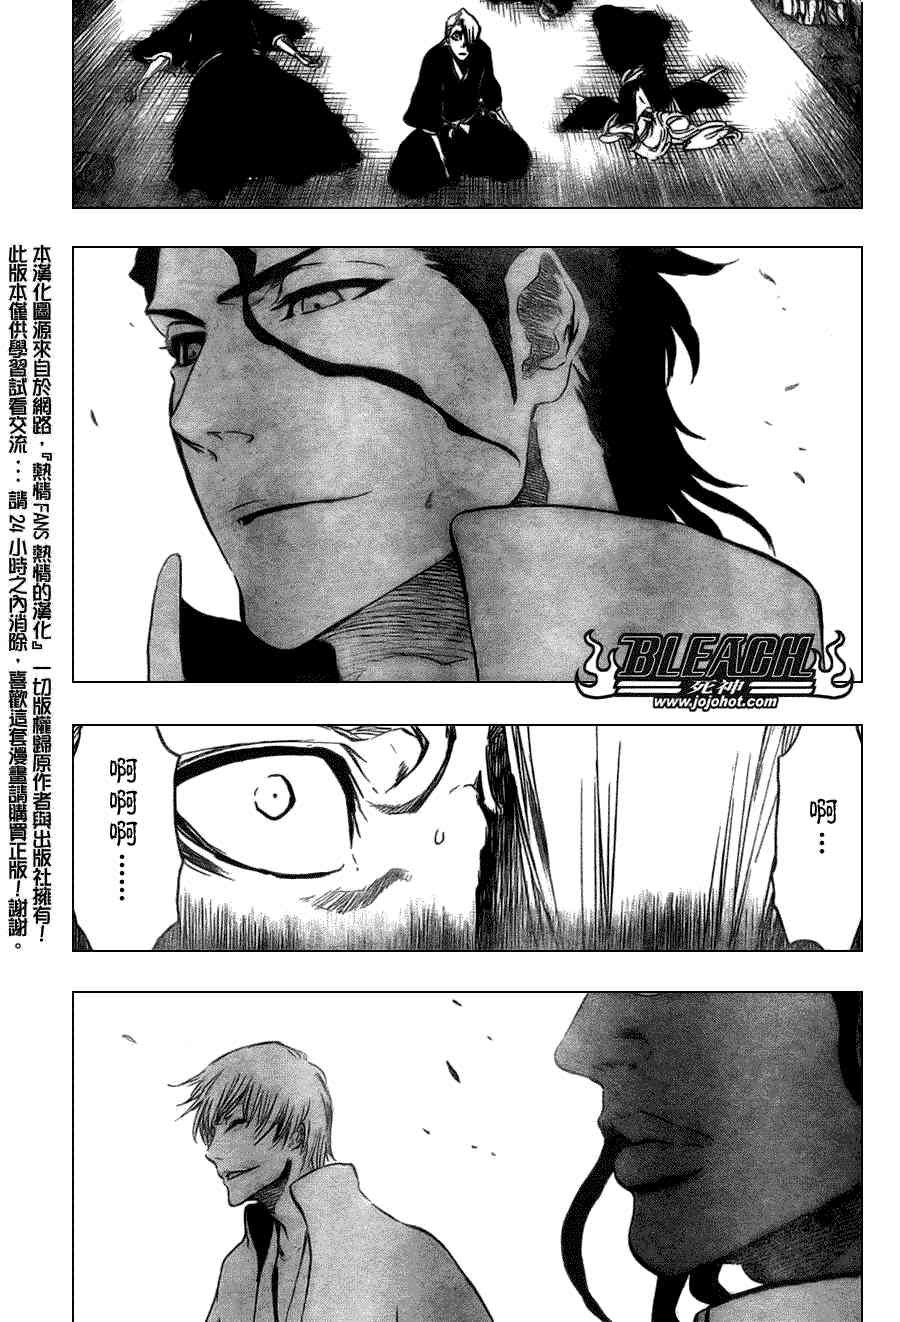 本漢化圖源來自於網路，『熱情FANS熱情的漢化』一切版權歸原作者與出版社擁有！
此版本僅供學習試看交流…請24小時之內消除，喜歡這套漫畫請購買正版！謝謝。
BLEACH
死神
www.jojohot.com
啊…
啊啊啊……